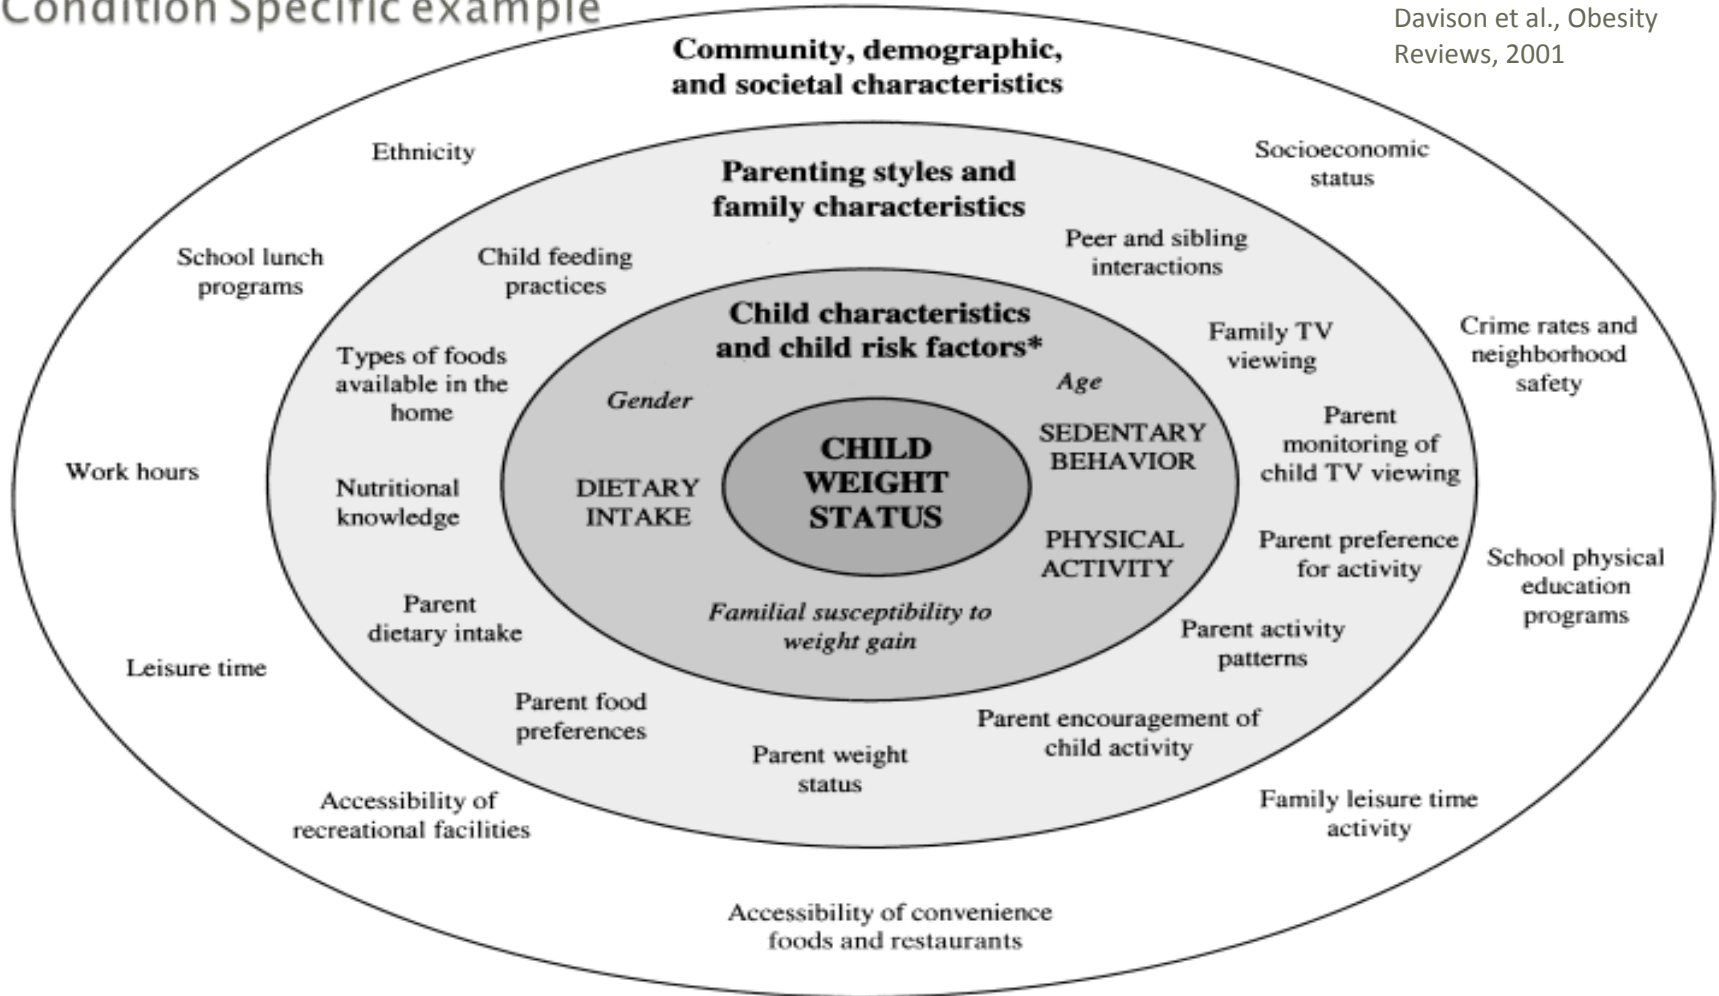 Condition Specific example
Davison et al., Obesity
Reviews, 2001
Community, demographic,
and societal characteristics
Ethnicity
Socioeconomic
status
School lunch
programs
Crime rates and
neighborhood
safety
Work hours
School physical
education
programs
Leisure time
Family leisure time
activity
Accessibility of
recreational facilities
Accessibility of convenience
foods and restaurants
Parenting styles and
family characteristics
Child feeding
practices
Peer and sibling
interactions
Types of foods
available in the
home
Family TV
viewing
Nutritional
knowledge
Parent
monitoring of
child TV viewing
Parent preference
for activity
Parent
dietary intake
Parent activity
patterns
Parent food
preferences
Parent encouragement of
child activity
Parent weight
status
Child characteristics
and child risk factors*
Gender
Age
SEDENTARY
BEHAVIOR
DIETARY
INTAKE
PHYSICAL
ACTIVITY
Familial susceptibility to
weight gain
CHILD
WEIGHT
STATUS